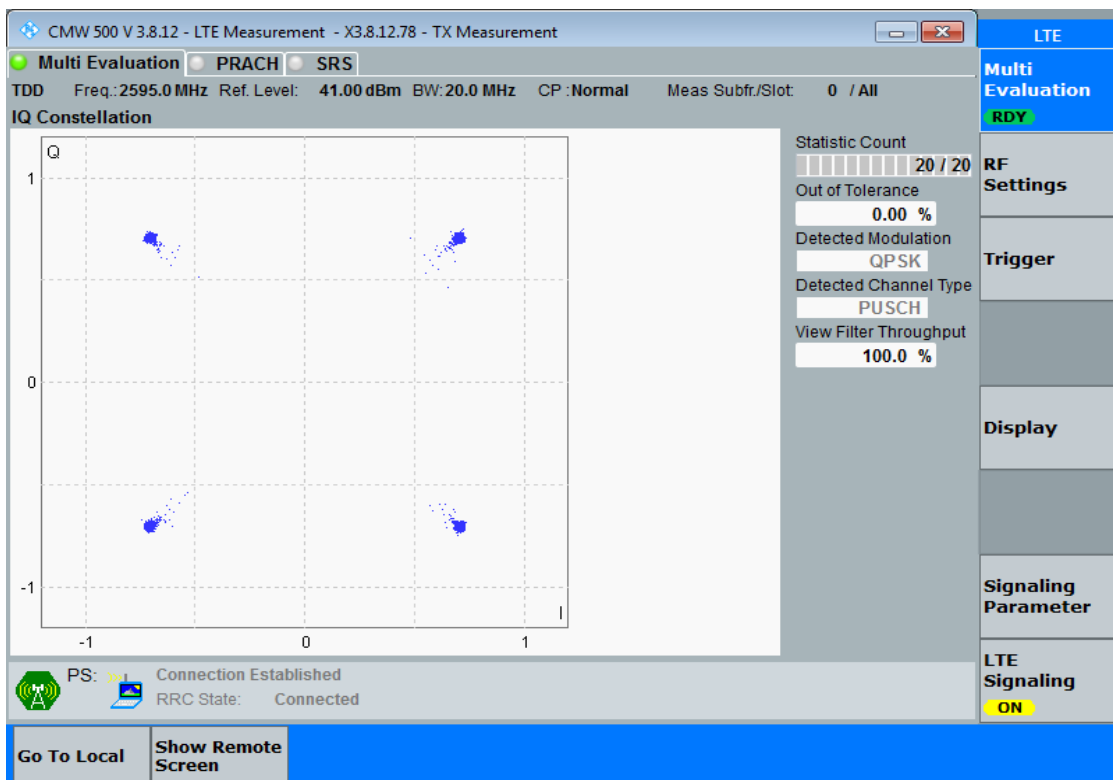 CMW 500 V 3.8.12 - LTE Measurement - X3.8.12.78 - TX Measurement
LTE
Multi Evaluation PRACH SRS
TDD Freq.: 2595.0 MHz Ref. Level: 41.00 dBm BW: 20.0 MHz CP : Normal Meas Subfr./Slot: 0 / All
IQ Constellation
Q
1
0
-1
-1 0 1
I
Statistic Count
20 / 20
Out of Tolerance
0.00 %
Detected Modulation
QPSK
Detected Channel Type
PUSCH
View Filter Throughput
100.0 %
Multi
Evaluation
RDY
RF
Settings
Trigger
Display
Signaling
Parameter
LTE
Signaling
ON
PS: Connection Established
RRC State: Connected
Go To Local
Show Remote
Screen